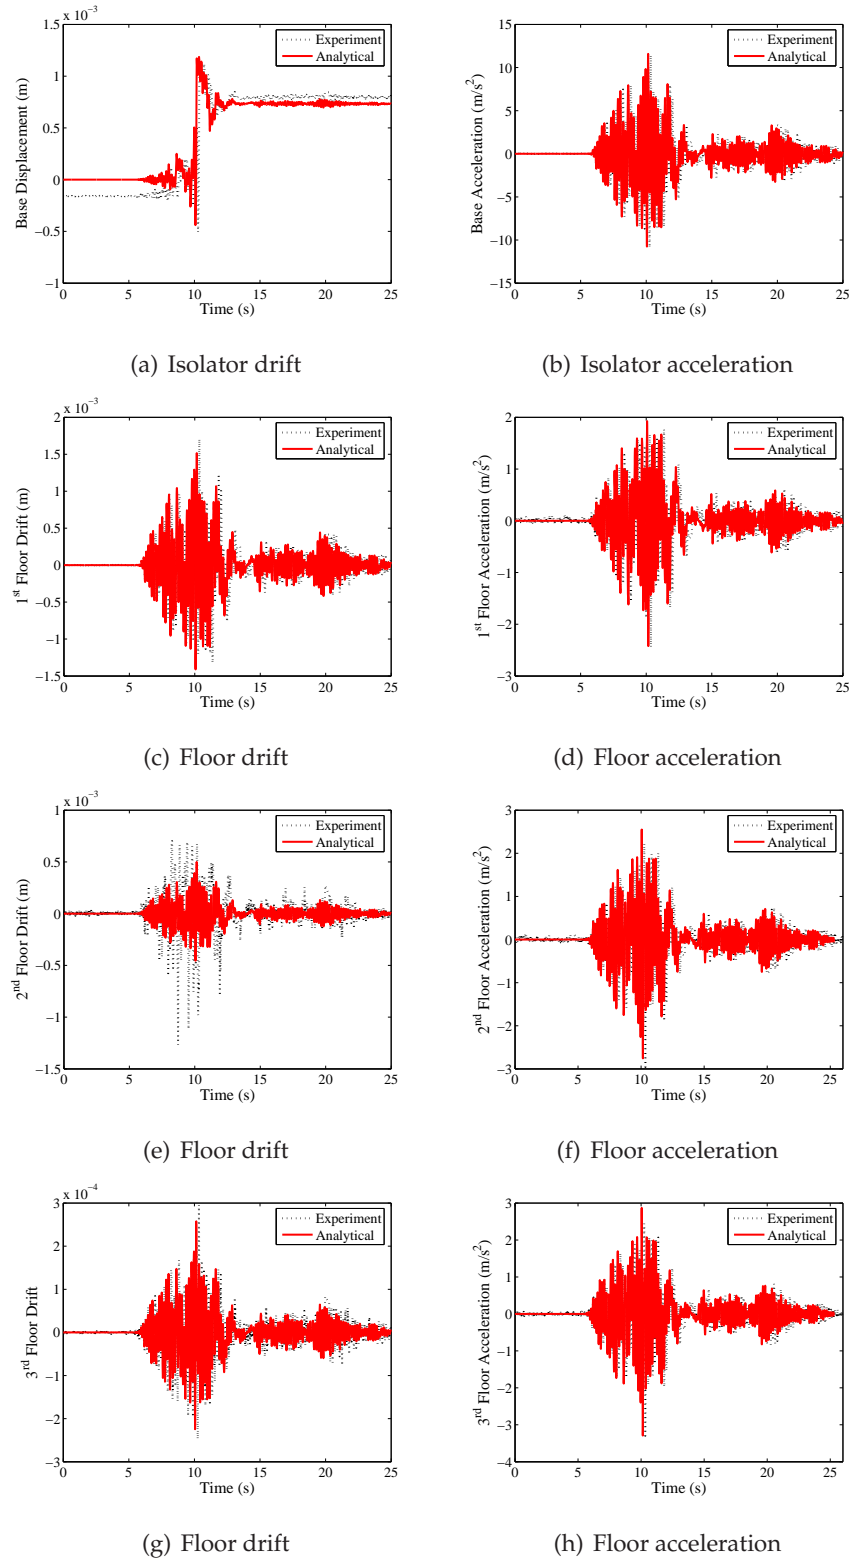 x 10⁻³
1.5
1
0.5
0
−0.5
−1
Base Displacement (m)
Experiment
Analytical
0 5 10 15 20 25
Time (s)
(a) Isolator drift
15
10
5
0
−5
−10
−15
Base Acceleration (m/s²)
Experiment
Analytical
0 5 10 15 20 25
Time (s)
(b) Isolator acceleration
x 10⁻³
2
1.5
1
0.5
0
−0.5
−1
−1.5
1ˢᵗ Floor Drift (m)
Experiment
Analytical
0 5 10 15 20 25
Time (s)
(c) Floor drift
2
1
0
−1
−2
−3
1ˢᵗ Floor Acceleration (m/s²)
Experiment
Analytical
0 5 10 15 20 25
Time (s)
(d) Floor acceleration
x 10⁻³
1
0.5
0
−0.5
−1
−1.5
2ⁿᵈ Floor Drift (m)
Experiment
Analytical
0 5 10 15 20 25
Time (s)
(e) Floor drift
3
2
1
0
−1
−2
−3
2ⁿᵈ Floor Acceleration (m/s²)
Experiment
Analytical
0 5 10 15 20 25
Time (s)
(f) Floor acceleration
x 10⁻⁴
3
2
1
0
−1
−2
−3
3ʳᵈ Floor Drift
Experiment
Analytical
0 5 10 15 20 25
Time (s)
(g) Floor drift
3
2
1
0
−1
−2
−3
−4
3ʳᵈ Floor Acceleration (m/s²)
Experiment
Analytical
0 5 10 15 20 25
Time (s)
(h) Floor acceleration